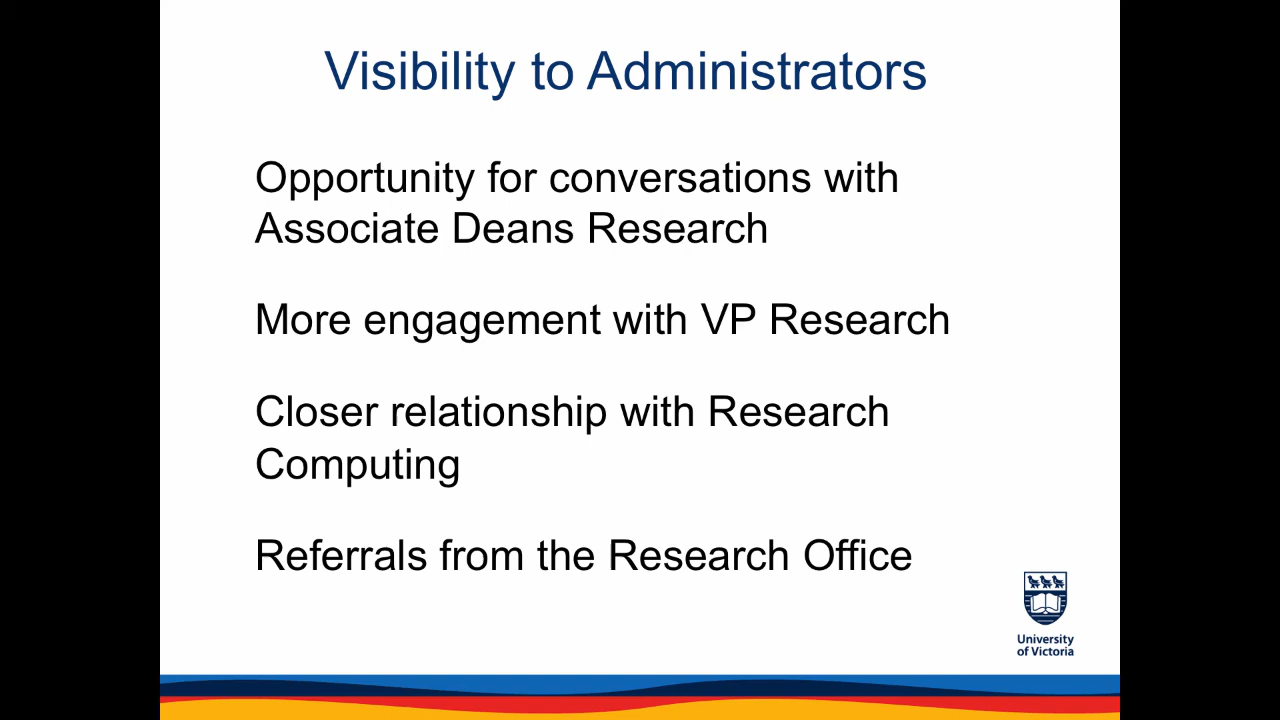 Visibility to Administrators
Opportunity for conversations with
Associate Deans Research
More engagement with VP Research
Closer relationship with Research
Computing
Referrals from the Research Office
University
of Victoria